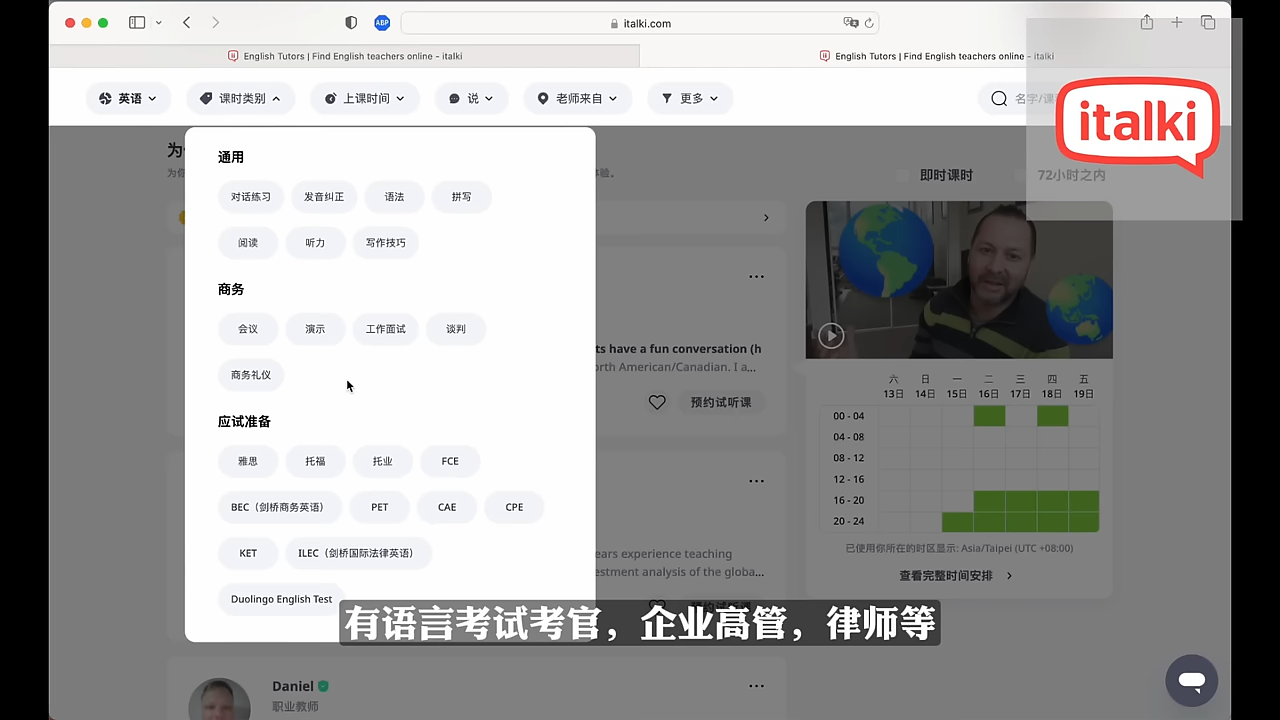 ABP
italki.com
English Tutors | Find English teachers online - italki
English Tutors | Find English teachers online - italki
英语
课时类别
上课时间
说
老师来自
更多
名字/课
italki
为
为你
体验。
即时课时
72小时之内
通用
对话练习
发音纠正
语法
拼写
阅读
听力
写作技巧
商务
会议
演示
工作面试
谈判
商务礼仪
应试准备
雅思
托福
托业
FCE
BEC（剑桥商务英语）
PET
CAE
CPE
KET
ILEC（剑桥国际法律英语）
Duolingo English Test
ts have a fun conversation (h
orth American/Canadian. I a...
预约试听课
ears experience teaching
estment analysis of the globa...
六 日 一 二 三 四 五
13日 14日 15日 16日 17日 18日 19日
00 - 04
04 - 08
08 - 12
12 - 16
16 - 20
20 - 24
已使用你所在的时区显示: Asia/Taipei (UTC +08:00)
查看完整时间安排
有语言考试考官，企业高管，律师等
Daniel
职业教师